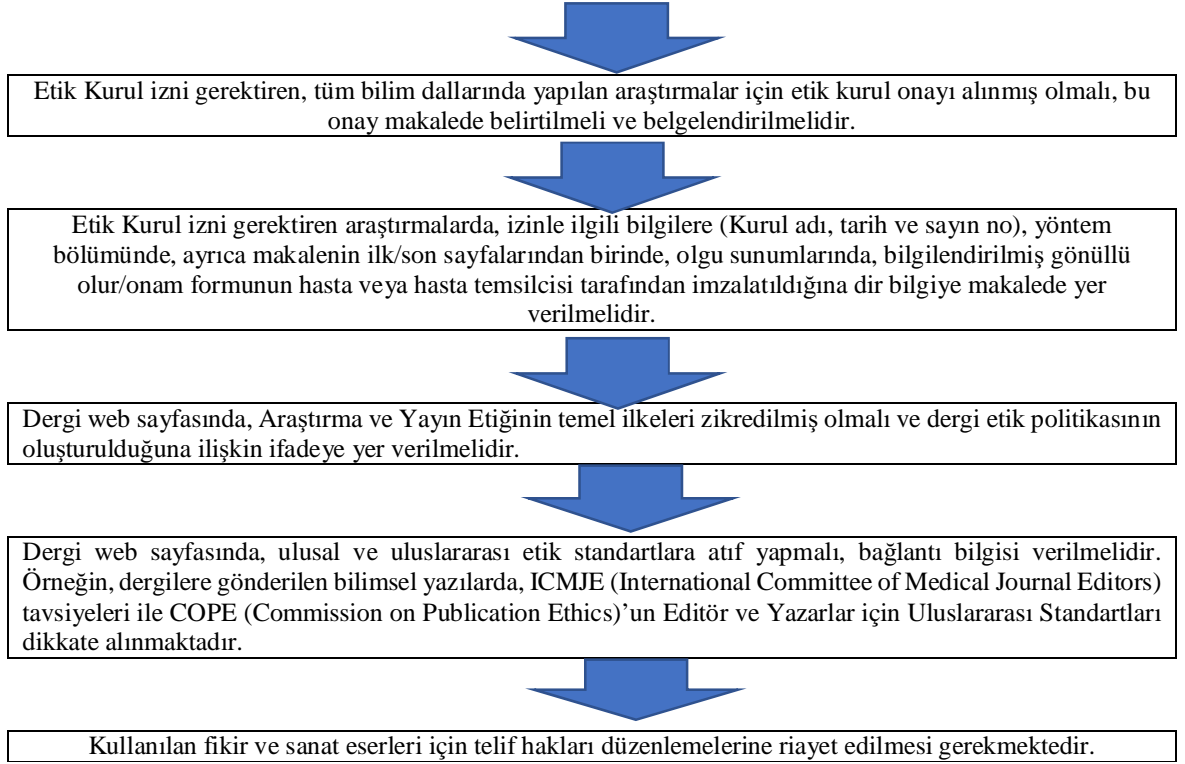 Etik Kurul izni gerektiren, tüm bilim dallarında yapılan araştırmalar için etik kurul onayı alınmış olmalı, bu
onay makalede belirtilmeli ve belgelendirilmelidir.
Etik Kurul izni gerektiren araştırmalarda, izinle ilgili bilgilere (Kurul adı, tarih ve sayın no), yöntem
bölümünde, ayrıca makalenin ilk/son sayfalarından birinde, olgu sunumlarında, bilgilendirilmiş gönüllü
olur/onam formunun hasta veya hasta temsilcisi tarafından imzalatıldığına dir bilgiye makalede yer
verilmelidir.
Dergi web sayfasında, Araştırma ve Yayın Etiğinin temel ilkeleri zikredilmiş olmalı ve dergi etik politikasının
oluşturulduğuna ilişkin ifadeye yer verilmelidir.
Dergi web sayfasında, ulusal ve uluslararası etik standartlara atıf yapmalı, bağlantı bilgisi verilmelidir.
Örneğin, dergilere gönderilen bilimsel yazılarda, ICMJE (International Committee of Medical Journal Editors)
tavsiyeleri ile COPE (Commission on Publication Ethics)’un Editör ve Yazarlar için Uluslararası Standartları
dikkate alınmaktadır.
Kullanılan fikir ve sanat eserleri için telif hakları düzenlemelerine riayet edilmesi gerekmektedir.